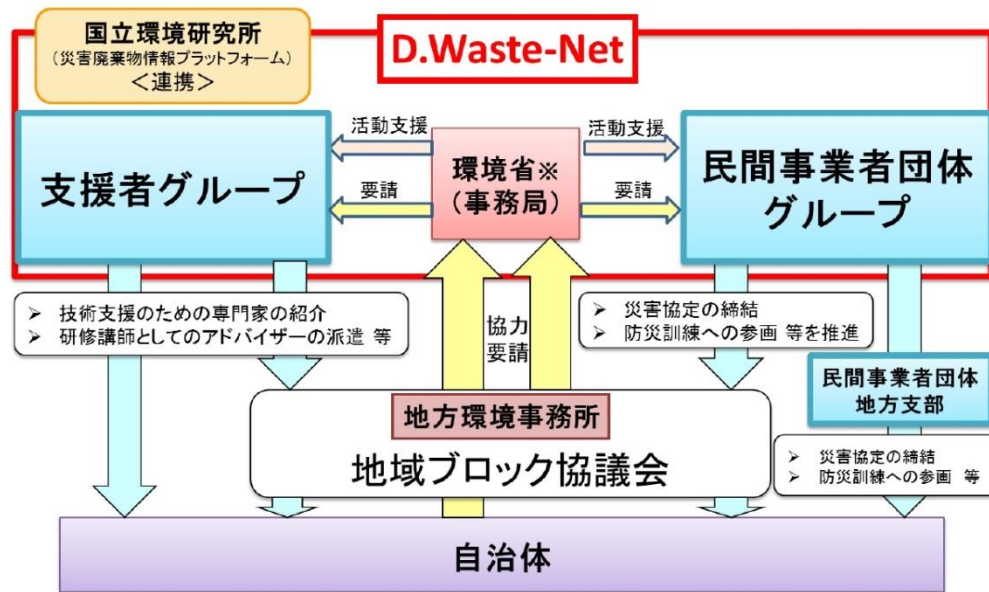 国立環境研究所
（災害廃棄物情報プラットフォーム）
＜連携＞
D.Waste-Net
支援者グループ
活動支援
要請
環境省※
（事務局）
活動支援
要請
民間事業者団体
グループ
➢ 技術支援のための専門家の紹介
➢ 研修講師としてのアドバイザーの派遣 等
協力
要請
➢ 災害協定の締結
➢ 防災訓練への参画 等を推進
民間事業者団体
地方支部
地方環境事務所
地域ブロック協議会
➢ 災害協定の締結
➢ 防災訓練への参画 等
自治体